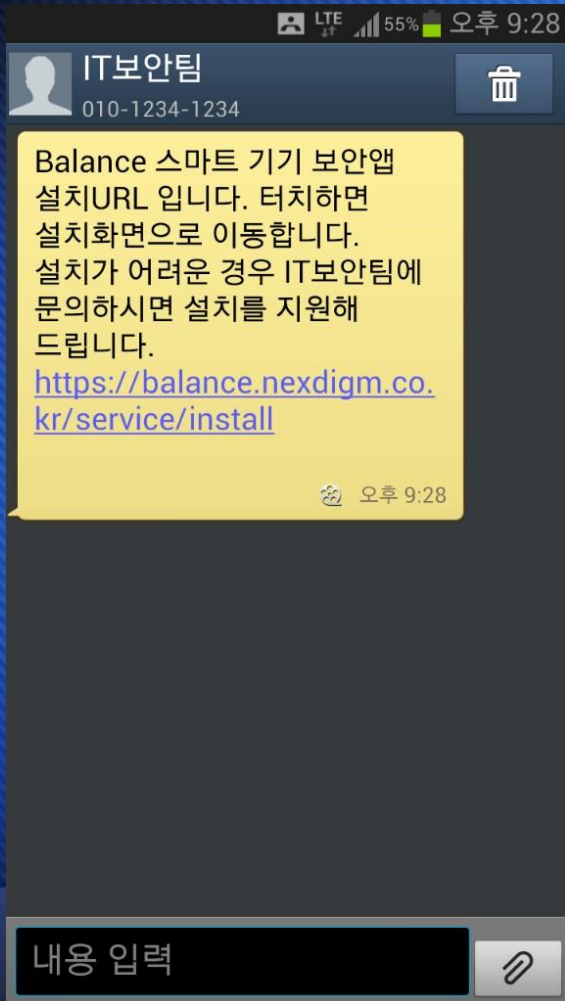 LTE 55% 오후 9:28
IT보안팀
010-1234-1234
Balance 스마트 기기 보안앱
설치URL 입니다. 터치하면
설치화면으로 이동합니다.
설치가 어려운 경우 IT보안팀에
문의하시면 설치를 지원해
드립니다.
https://balance.nexdigm.co.
kr/service/install
오후 9:28
내용 입력